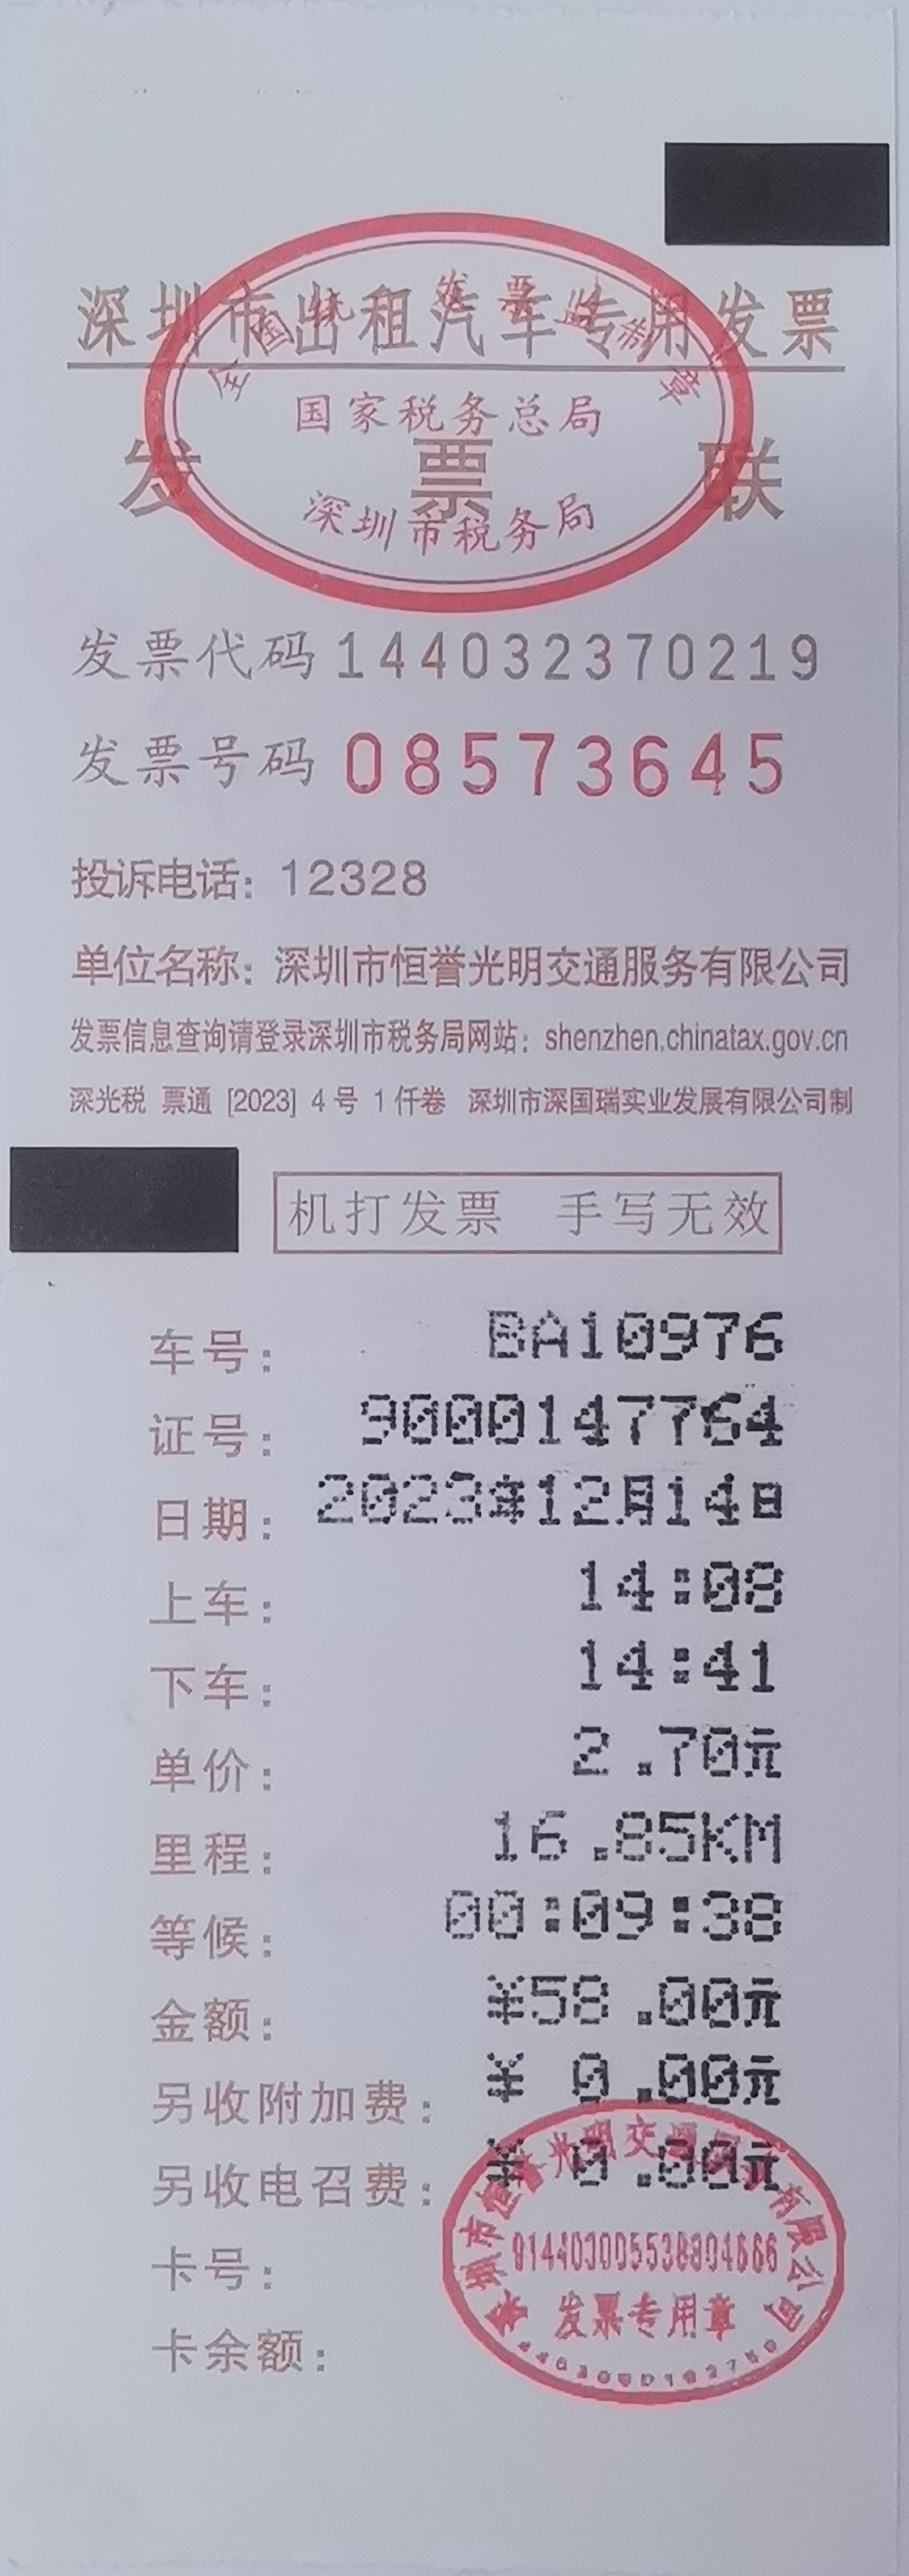 深圳市出租汽车专用发票
全国统一发票监制章
国家税务总局
发票联
深圳市税务局
发票代码 144032370219
发票号码 08573645
投诉电话：12328
单位名称：深圳市恒誉光明交通服务有限公司
发票信息查询请登录深圳市税务局网站：shenzhen.chinatax.gov.cn
深光税 票通 [2023] 4 号 1 仟卷 深圳市深国瑞实业发展有限公司制
机打发票 手写无效
车号： BA10976
证号： 9000147764
日期： 2023年12月14日
上车： 14:08
下车： 14:41
单价： 2.70元
里程： 16.85KM
等候： 00:09:38
金额： ¥58.00元
另收附加费： ¥ 0.00元
另收电召费： ¥ 0.00元
深圳市恒誉光明交通服务有限公司
卡号：
发票专用章
卡余额：